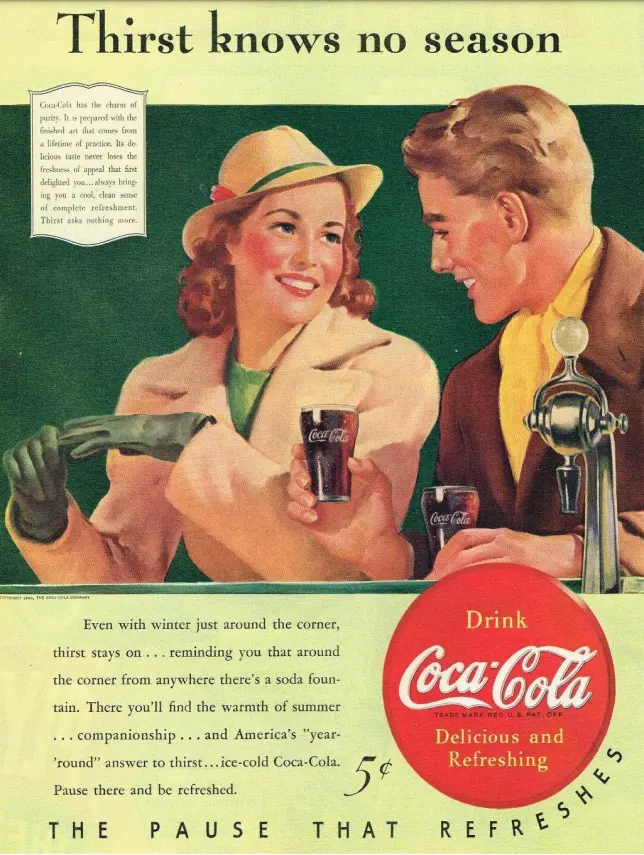 Thirst knows no season
Coca-Cola has the charm of
purity. It is prepared with the
finished art that comes from
a lifetime of practice. Its de-
licious taste never loses the
freshness of appeal that first
delighted you...always bring-
ing you a cool, clean sense
of complete refreshment.
Thirst asks nothing more.
Coca-Cola
Coca-Cola
COPYRIGHT 1940, THE COCA-COLA COMPANY
Even with winter just around the corner,
thirst stays on ... reminding you that around
the corner from anywhere there's a soda foun-
tain. There you'll find the warmth of summer
... companionship ... and America's "year-
'round" answer to thirst...ice-cold Coca-Cola.
Pause there and be refreshed.
5¢
Drink
Coca-Cola
TRADE MARK REG. U. S. PAT. OFF.
Delicious and
Refreshing
THE PAUSE THAT REFRESHES